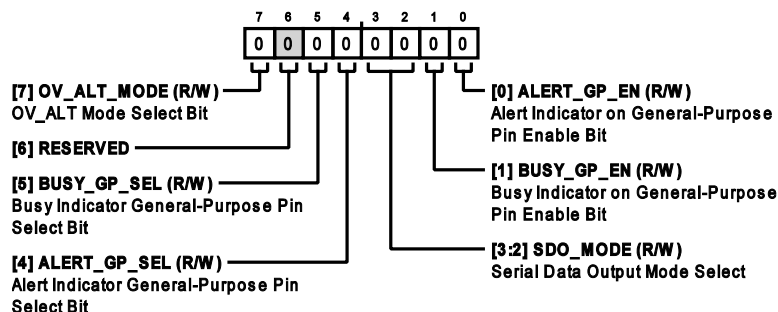 7 6 5 4 3 2 1 0
0 0 0 0 0 0 0 0
[7] OV_ALT_MODE (R/W)
OV_ALT Mode Select Bit
[6] RESERVED
[5] BUSY_GP_SEL (R/W)
Busy Indicator General-Purpose Pin
Select Bit
[4] ALERT_GP_SEL (R/W)
Alert Indicator General-Purpose Pin
Select Bit
[0] ALERT_GP_EN (R/W)
Alert Indicator on General-Purpose
Pin Enable Bit
[1] BUSY_GP_EN (R/W)
Busy Indicator on General-Purpose
Pin Enable Bit
[3:2] SDO_MODE (R/W)
Serial Data Output Mode Select